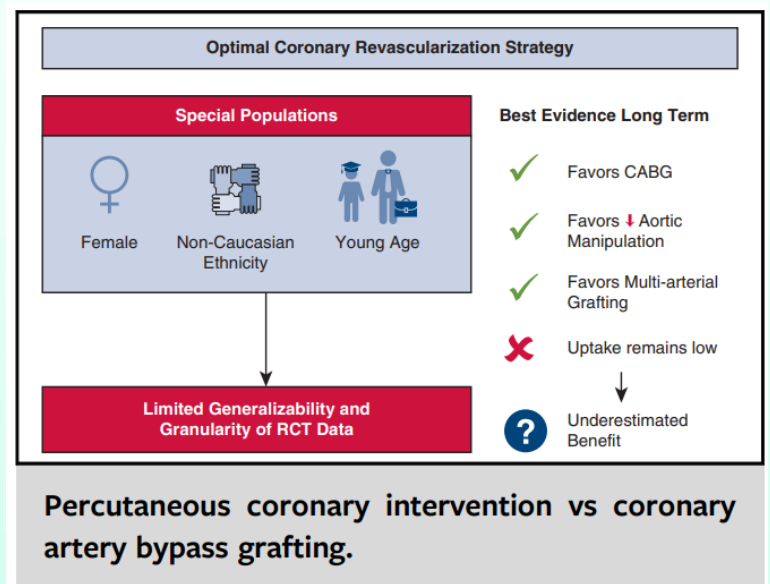 Optimal Coronary Revascularization Strategy
Special Populations
Female
Non-Caucasian
Ethnicity
Young Age
Limited Generalizability and
Granularity of RCT Data
Best Evidence Long Term
Favors CABG
Favors ↓ Aortic
Manipulation
Favors Multi-arterial
Grafting
Uptake remains low
?
Underestimated
Benefit
Percutaneous coronary intervention vs coronary
artery bypass grafting.